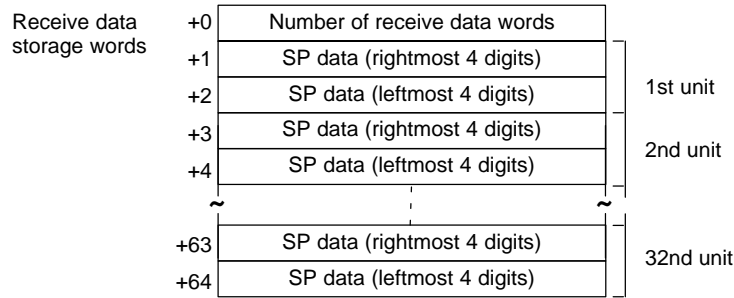 Receive data
storage words
+0 Number of receive data words
+1 SP data (rightmost 4 digits)
+2 SP data (leftmost 4 digits)
1st unit
+3 SP data (rightmost 4 digits)
+4 SP data (leftmost 4 digits)
2nd unit
+63 SP data (rightmost 4 digits)
+64 SP data (leftmost 4 digits)
32nd unit